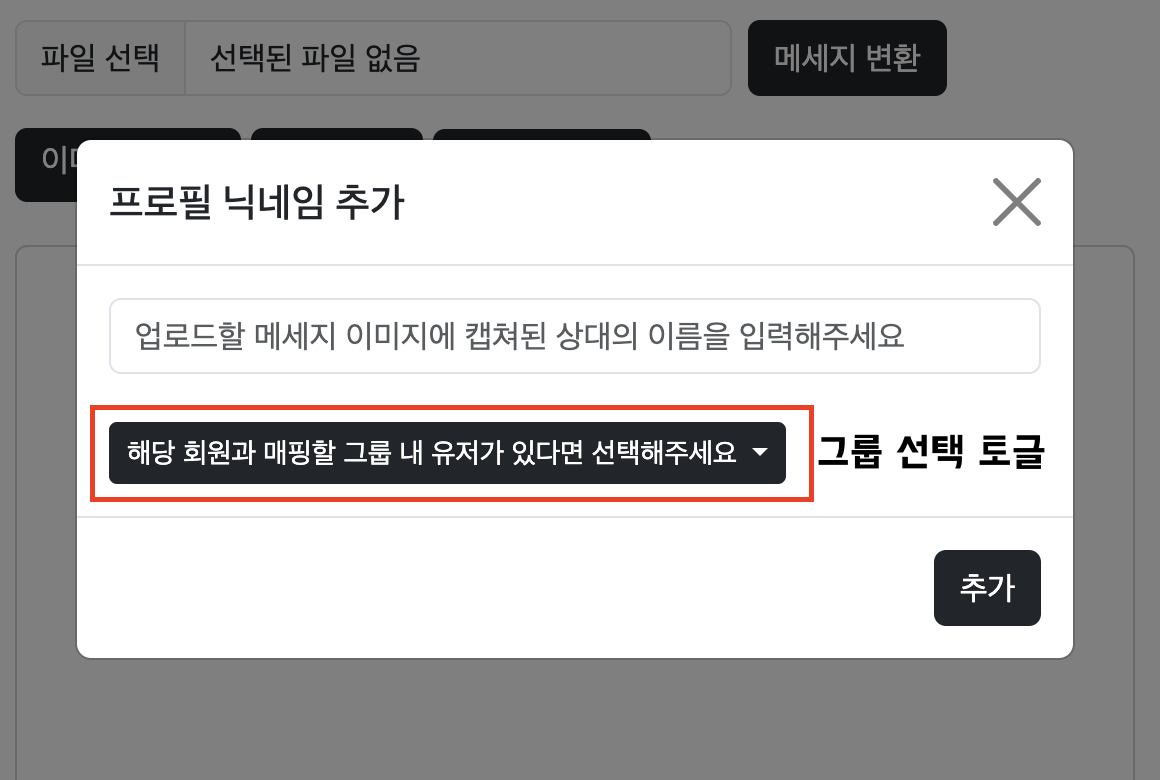 파일 선택 선택된 파일 없음 메세지 변환
프로필 닉네임 추가
업로드할 메세지 이미지에 캡쳐된 상대의 이름을 입력해주세요
해당 회원과 매핑할 그룹 내 유저가 있다면 선택해주세요 그룹 선택 토글
추가